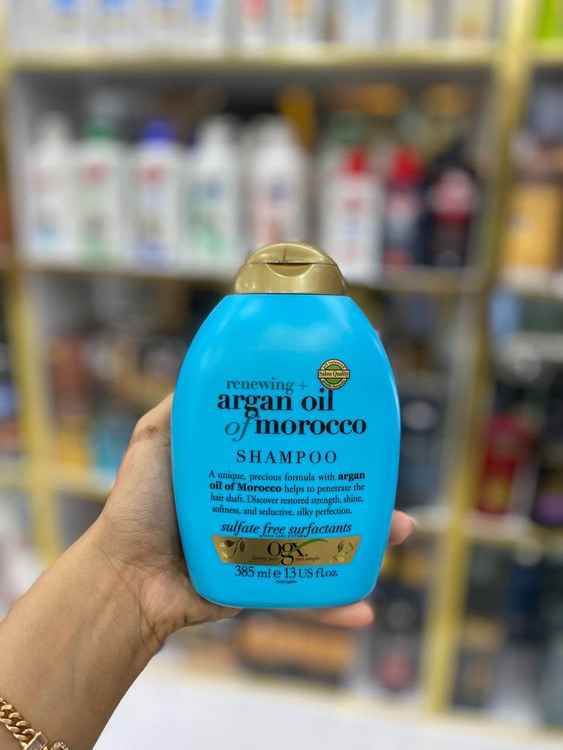 renewing +
Salon Quality
argan oil
of morocco
SHAMPOO
A unique, precious formula with argan
oil of Morocco helps to penetrate the
hair shaft. Discover restored strength, shine,
softness, and seductive, silky perfection.
sulfate free surfactants
ogx
385 ml e 13 US fl.oz.